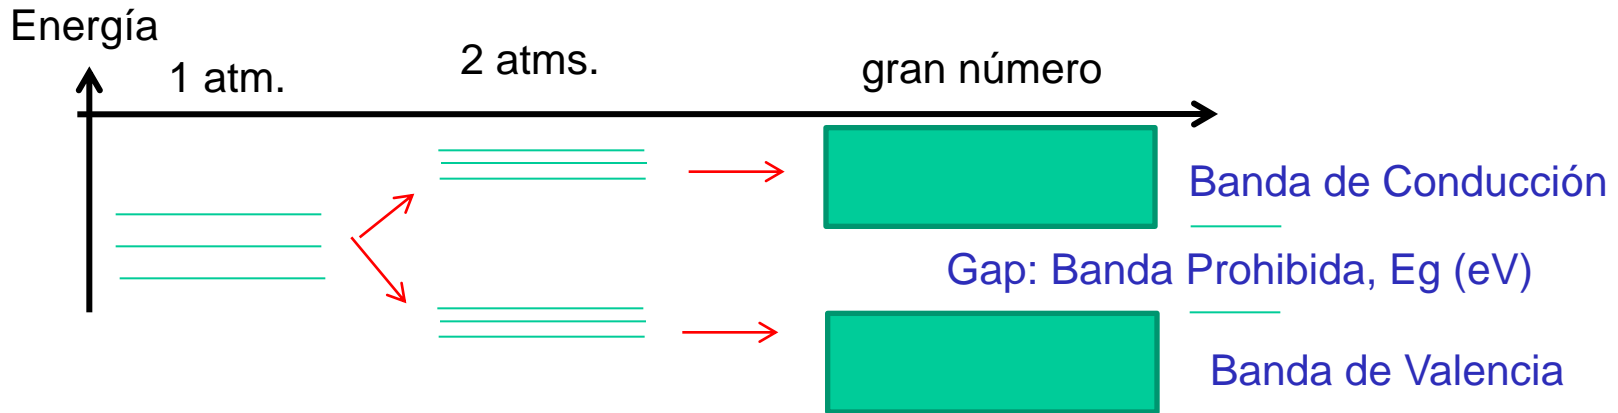 Energía
1 atm.
2 atms.
gran número
Banda de Conducción
Gap: Banda Prohibida, Eg (eV)
Banda de Valencia